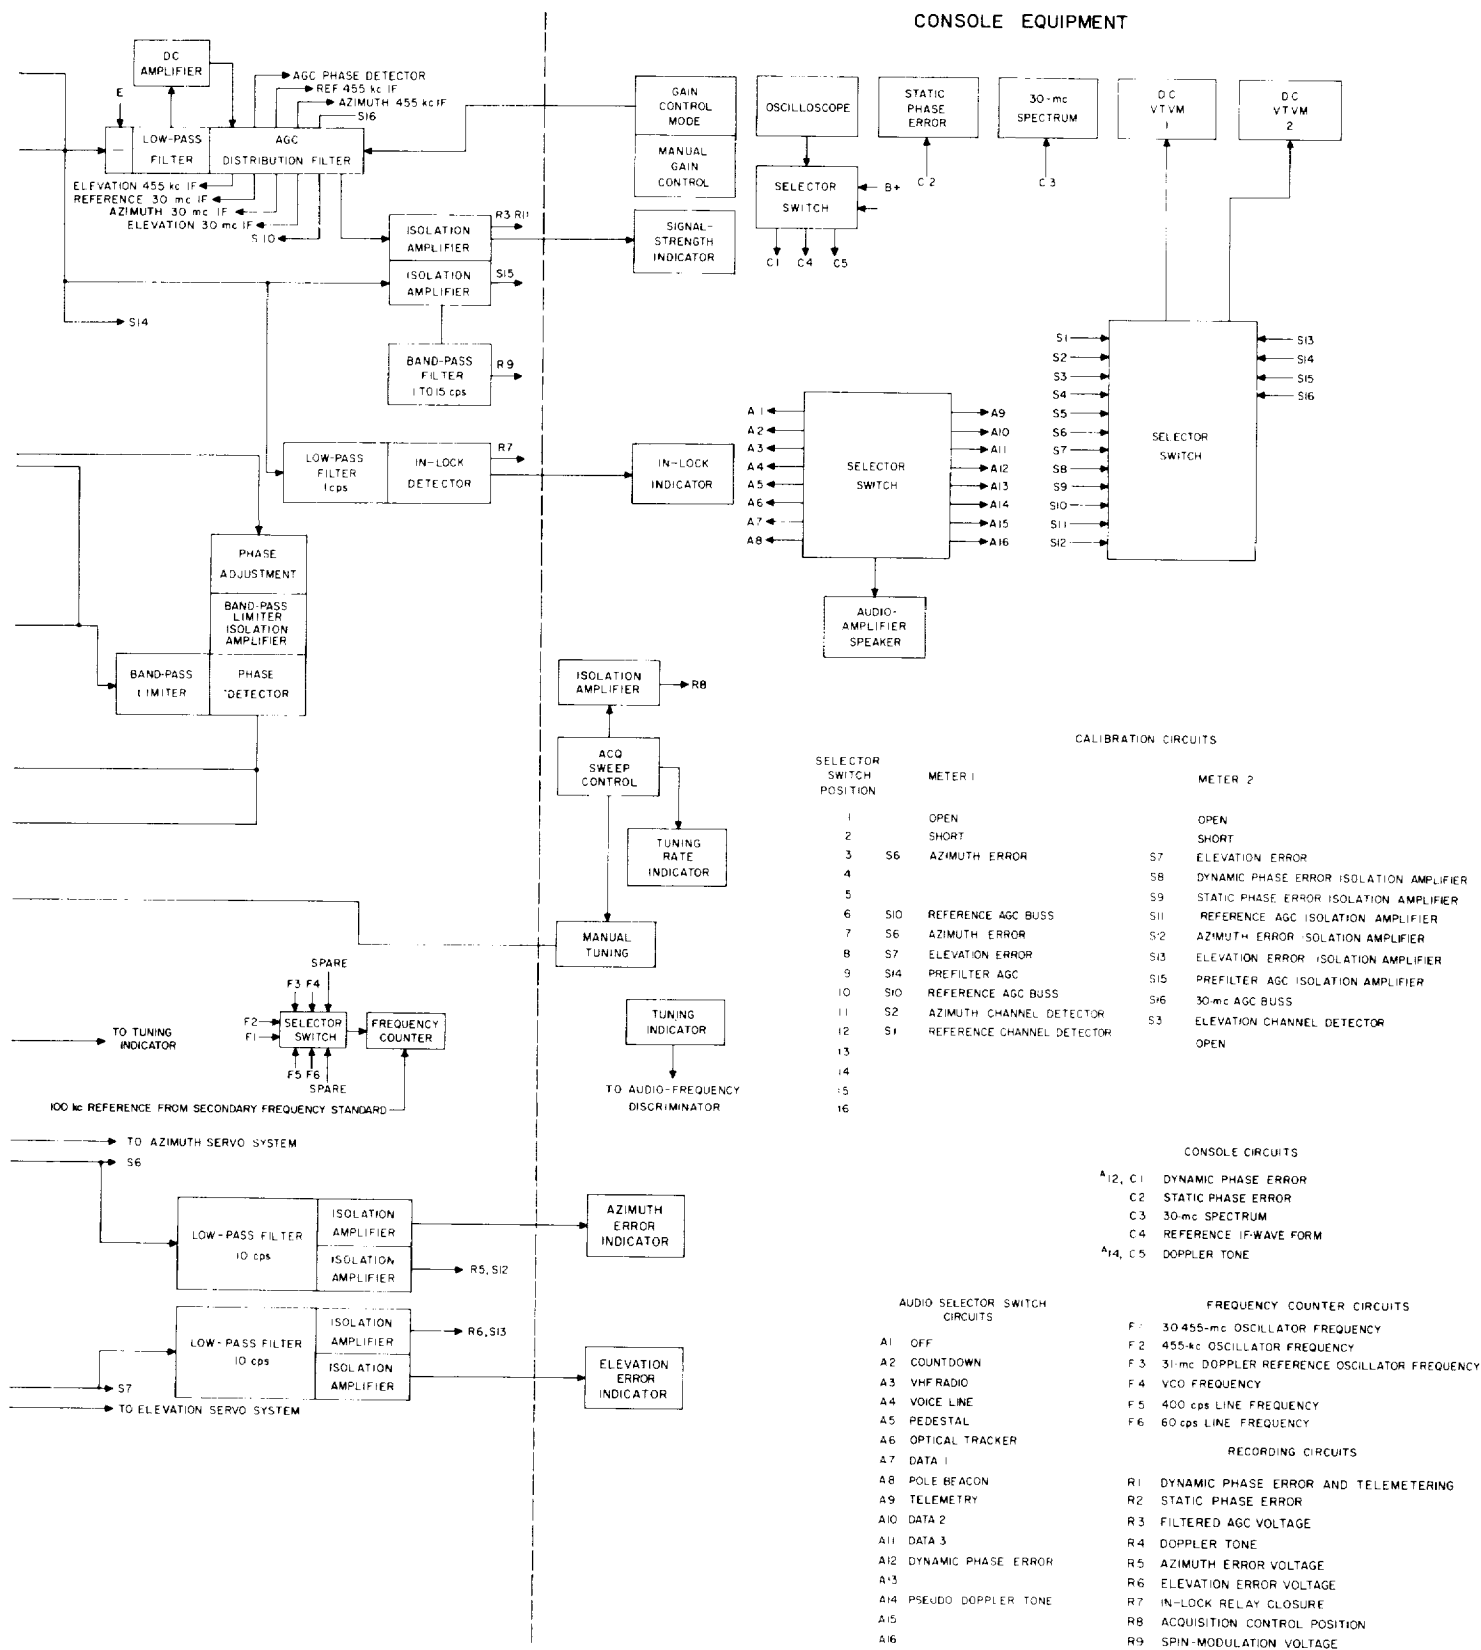 CONSOLE EQUIPMENT
DC
AMPLIFIER
E
AGC PHASE DETECTOR
REF 455 kc IF
AZIMUTH 455 kc IF
S16
LOW-PASS
FILTER
AGC
DISTRIBUTION FILTER
ELEVATION 455 kc IF
REFERENCE 30 mc IF
AZIMUTH 30 mc IF
ELEVATION 30 mc IF
S10
GAIN
CONTROL
MODE
MANUAL
GAIN
CONTROL
OSCILLOSCOPE
STATIC
PHASE
ERROR
30-mc
SPECTRUM
DC
VTVM
1
DC
VTVM
2
SELECTOR
SWITCH
B+
C2
C3
C1 C4 C5
ISOLATION
AMPLIFIER
R3 R11
SIGNAL-
STRENGTH
INDICATOR
ISOLATION
AMPLIFIER
S15
S14
BAND-PASS
FILTER
1 TO 15 cps
R9
S1
S2
S3
S4
S5
S6
S7
S8
S9
S10
S11
S12
S13
S14
S15
S16
SELECTOR
SWITCH
A1
A2
A3
A4
A5
A6
A7
A8
SELECTOR
SWITCH
A9
A10
A11
A12
A13
A14
A15
A16
LOW-PASS
FILTER
1 cps
IN-LOCK
DETECTOR
R7
IN-LOCK
INDICATOR
AUDIO-
AMPLIFIER
SPEAKER
PHASE
ADJUSTMENT
BAND-PASS
LIMITER
ISOLATION
AMPLIFIER
BAND-PASS
LIMITER
PHASE
DETECTOR
ISOLATION
AMPLIFIER
R8
ACQ
SWEEP
CONTROL
TUNING
RATE
INDICATOR
MANUAL
TUNING
CALIBRATION CIRCUITS
SELECTOR
SWITCH
POSITION
METER 1
METER 2
1 OPEN OPEN
2 SHORT SHORT
3 S6 AZIMUTH ERROR S7 ELEVATION ERROR
4 S8 DYNAMIC PHASE ERROR ISOLATION AMPLIFIER
5 S9 STATIC PHASE ERROR ISOLATION AMPLIFIER
6 S10 REFERENCE AGC BUSS S11 REFERENCE AGC ISOLATION AMPLIFIER
7 S6 AZIMUTH ERROR S12 AZIMUTH ERROR ISOLATION AMPLIFIER
8 S7 ELEVATION ERROR S13 ELEVATION ERROR ISOLATION AMPLIFIER
9 S14 PREFILTER AGC S15 PREFILTER AGC ISOLATION AMPLIFIER
10 S10 REFERENCE AGC BUSS S16 30-mc AGC BUSS
11 S2 AZIMUTH CHANNEL DETECTOR S3 ELEVATION CHANNEL DETECTOR
12 S1 REFERENCE CHANNEL DETECTOR OPEN
13
14
15
16
SPARE
F3 F4
F2
F1
SELECTOR
SWITCH
FREQUENCY
COUNTER
F5 F6
SPARE
100 kc REFERENCE FROM SECONDARY FREQUENCY STANDARD
TO TUNING
INDICATOR
TUNING
INDICATOR
TO AUDIO-FREQUENCY
DISCRIMINATOR
TO AZIMUTH SERVO SYSTEM
S6
LOW-PASS FILTER
10 cps
ISOLATION
AMPLIFIER
ISOLATION
AMPLIFIER
R5, S12
AZIMUTH
ERROR
INDICATOR
LOW-PASS FILTER
10 cps
ISOLATION
AMPLIFIER
R6, S13
ISOLATION
AMPLIFIER
ELEVATION
ERROR
INDICATOR
S7
TO ELEVATION SERVO SYSTEM
CONSOLE CIRCUITS
A12, C1 DYNAMIC PHASE ERROR
C2 STATIC PHASE ERROR
C3 30-mc SPECTRUM
C4 REFERENCE IF-WAVE FORM
A14, C5 DOPPLER TONE
AUDIO SELECTOR SWITCH
CIRCUITS
A1 OFF
A2 COUNTDOWN
A3 VHF RADIO
A4 VOICE LINE
A5 PEDESTAL
A6 OPTICAL TRACKER
A7 DATA 1
A8 POLE BEACON
A9 TELEMETRY
A10 DATA 2
A11 DATA 3
A12 DYNAMIC PHASE ERROR
A13
A14 PSEUDO DOPPLER TONE
A15
A16
FREQUENCY COUNTER CIRCUITS
F1 30 455-mc OSCILLATOR FREQUENCY
F2 455-kc OSCILLATOR FREQUENCY
F3 31-mc DOPPLER REFERENCE OSCILLATOR FREQUENCY
F4 VCO FREQUENCY
F5 400 cps LINE FREQUENCY
F6 60 cps LINE FREQUENCY
RECORDING CIRCUITS
R1 DYNAMIC PHASE ERROR AND TELEMETERING
R2 STATIC PHASE ERROR
R3 FILTERED AGC VOLTAGE
R4 DOPPLER TONE
R5 AZIMUTH ERROR VOLTAGE
R6 ELEVATION ERROR VOLTAGE
R7 IN-LOCK RELAY CLOSURE
R8 ACQUISITION CONTROL POSITION
R9 SPIN-MODULATION VOLTAGE